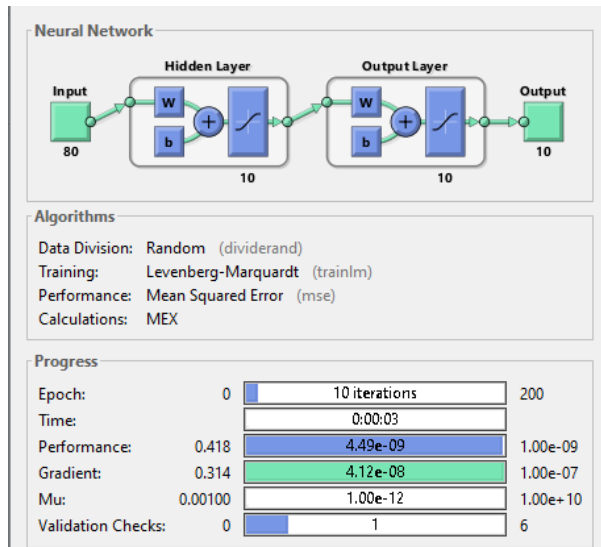 Neural Network
Hidden Layer Output Layer
Input Output
W W
+ +
b b
80 10
10 10
Algorithms
Data Division: Random (dividerand)
Training: Levenberg-Marquardt (trainlm)
Performance: Mean Squared Error (mse)
Calculations: MEX
Progress
Epoch: 0 10 iterations 200
Time: 0:00:03
Performance: 0.418 4.49e-09 1.00e-09
Gradient: 0.314 4.12e-08 1.00e-07
Mu: 0.00100 1.00e-12 1.00e+10
Validation Checks: 0 1 6